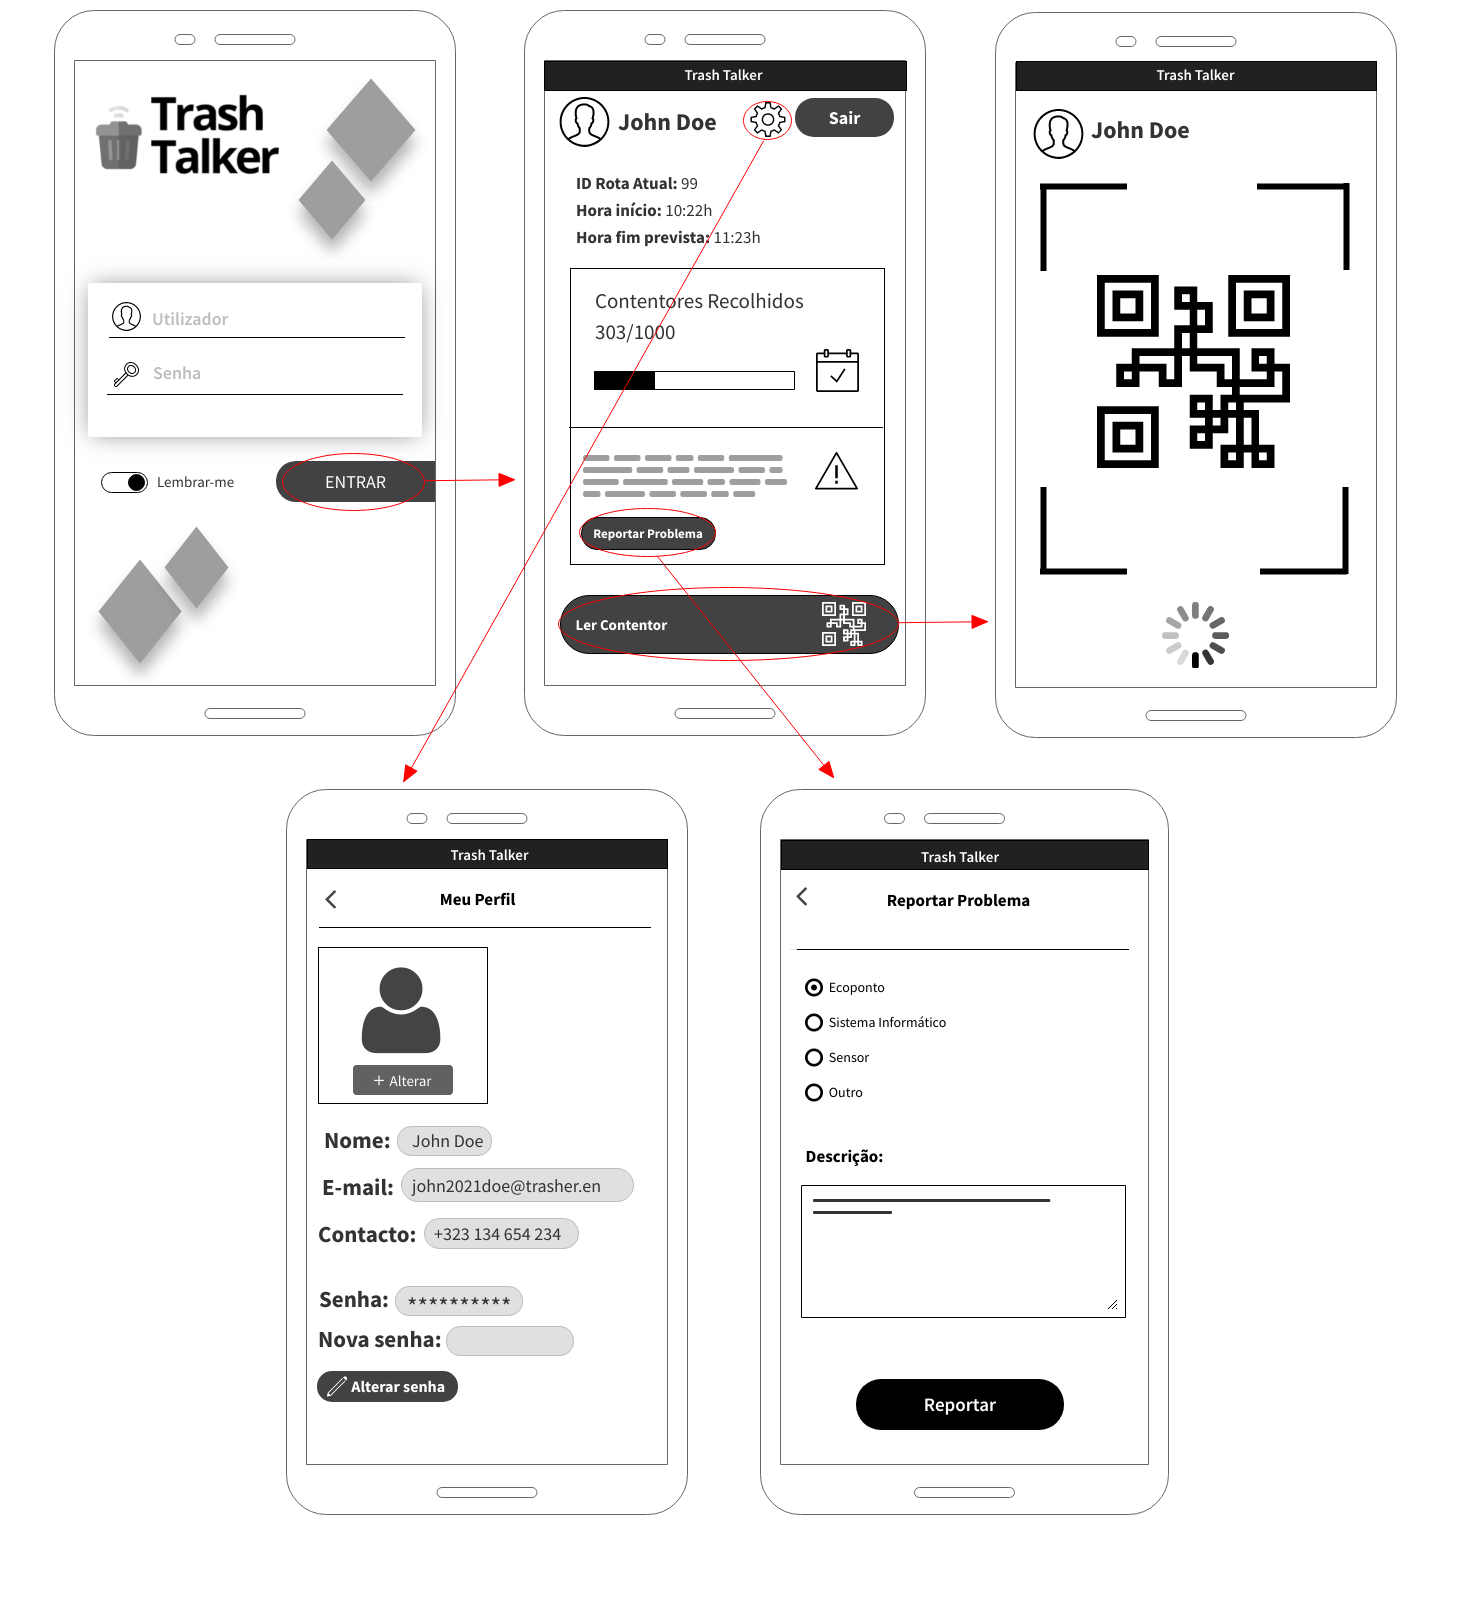 Trash
Talker
Utilizador
Senha
Lembrar-me
ENTRAR
Trash Talker
John Doe
Sair
ID Rota Atual: 99
Hora início: 10:22h
Hora fim prevista: 11:23h
Contentores Recolhidos
303/1000
Reportar Problema
Ler Contentor
Trash Talker
John Doe
Trash Talker
Meu Perfil
+ Alterar
Nome: John Doe
E-mail: john2021doe@trasher.en
Contacto: +323 134 654 234
Senha: **********
Nova senha:
Alterar senha
Trash Talker
Reportar Problema
Ecoponto
Sistema Informático
Sensor
Outro
Descrição:
Reportar